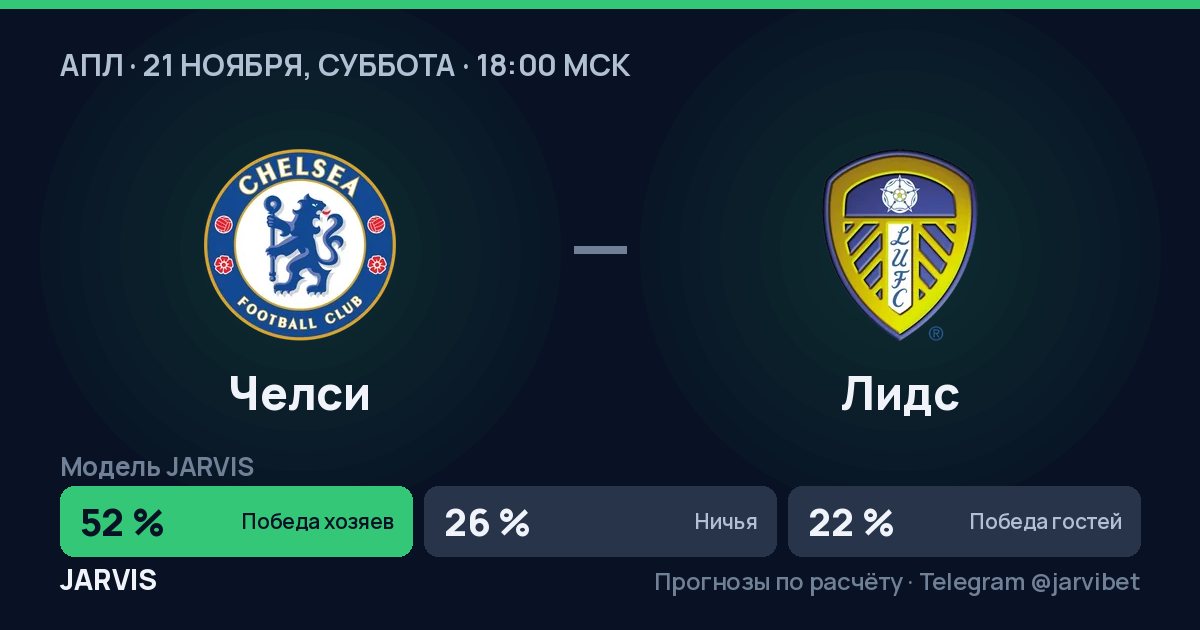 АПЛ · 21 НОЯБРЯ, СУББОТА · 18:00 МСК
CHELSEA
FOOTBALL CLUB
LUFC
®
Челси
Лидс
Модель JARVIS
52 % Победа хозяев
26 % Ничья
22 % Победа гостей
JARVIS
Прогнозы по расчёту · Telegram @jarvibet